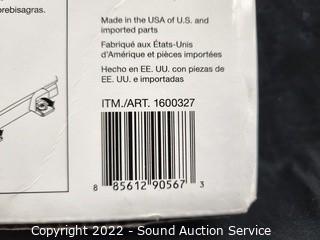 orebisagras.
Made in the USA of U.S. and
imported parts
Fabriqué aux États-Unis
d'Amérique et pièces importées
Hecho en EE. UU. con piezas de
EE. UU. e importadas
ITM./ART. 1600327
8 85612 90567 3
Copyright 2022 - Sound Auction Service